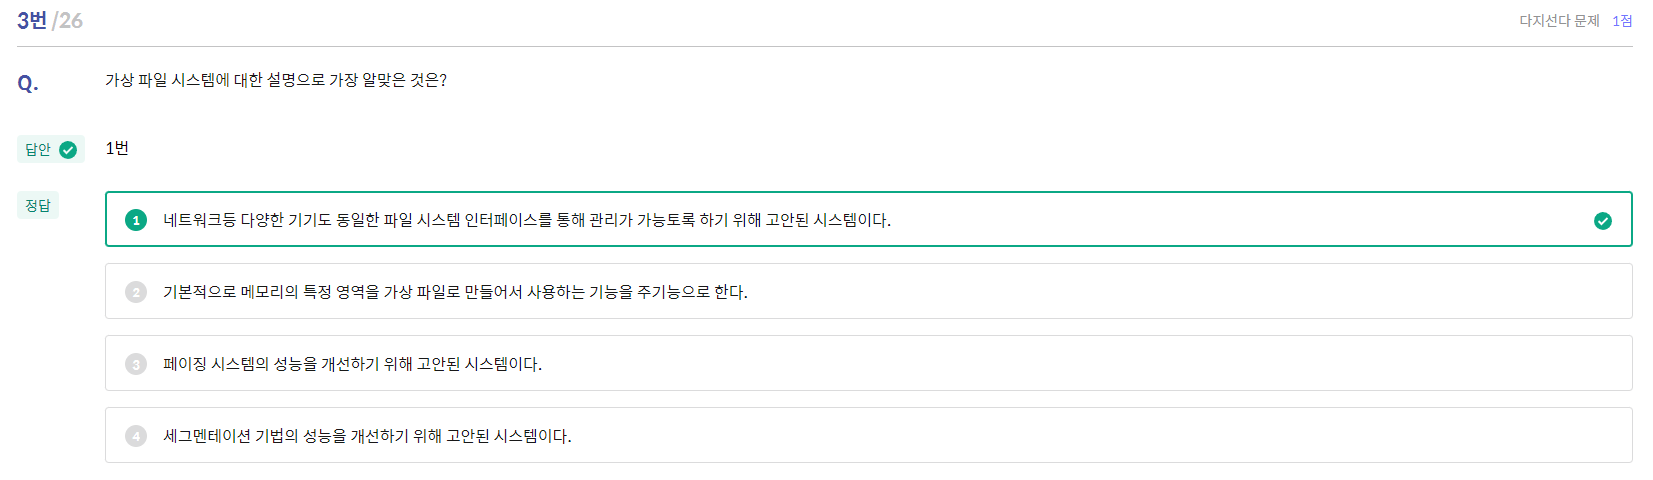 3번 /26
다지선다 문제 1점
Q. 가상 파일 시스템에 대한 설명으로 가장 알맞은 것은?
답안 1번
정답
1 네트워크등 다양한 기기도 동일한 파일 시스템 인터페이스를 통해 관리가 가능토록 하기 위해 고안된 시스템이다.
2 기본적으로 메모리의 특정 영역을 가상 파일로 만들어서 사용하는 기능을 주기능으로 한다.
3 페이징 시스템의 성능을 개선하기 위해 고안된 시스템이다.
4 세그멘테이션 기법의 성능을 개선하기 위해 고안된 시스템이다.